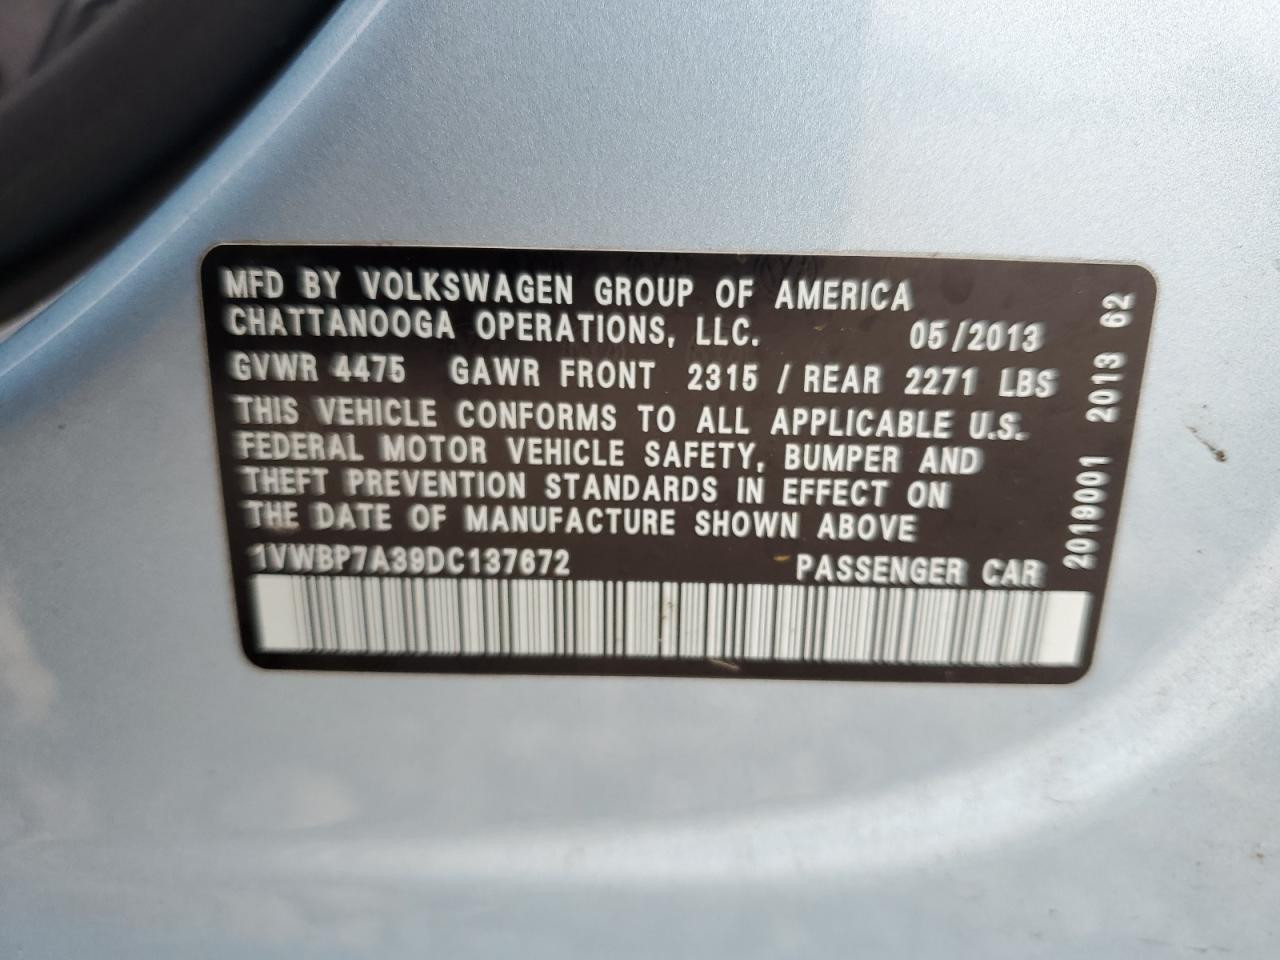 MFD BY VOLKSWAGEN GROUP OF AMERICA
CHATTANOOGA OPERATIONS, LLC. 05/2013
GVWR 4475 GAWR FRONT 2315 / REAR 2271 LBS
THIS VEHICLE CONFORMS TO ALL APPLICABLE U.S.
FEDERAL MOTOR VEHICLE SAFETY, BUMPER AND
THEFT PREVENTION STANDARDS IN EFFECT ON
THE DATE OF MANUFACTURE SHOWN ABOVE
1VWBP7A39DC137672 PASSENGER CAR
2019001 2013 62